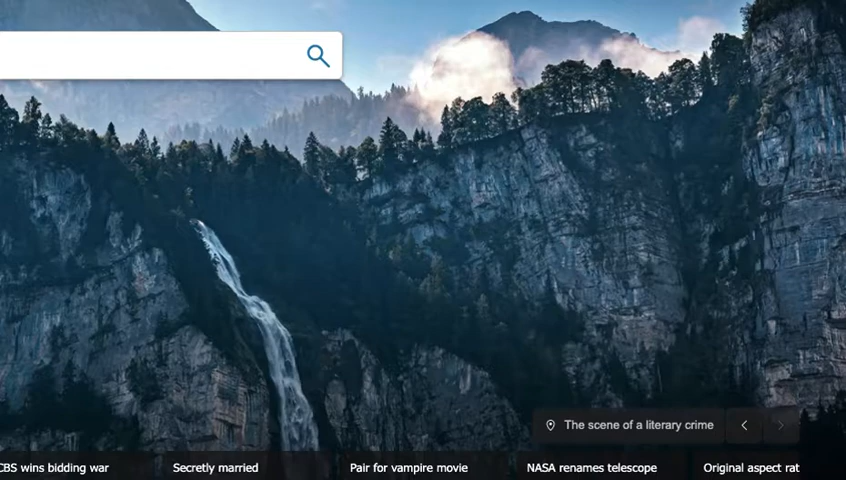 The scene of a literary crime
CBS wins bidding war
Secretly married
Pair for vampire movie
NASA renames telescope
Original aspect rat